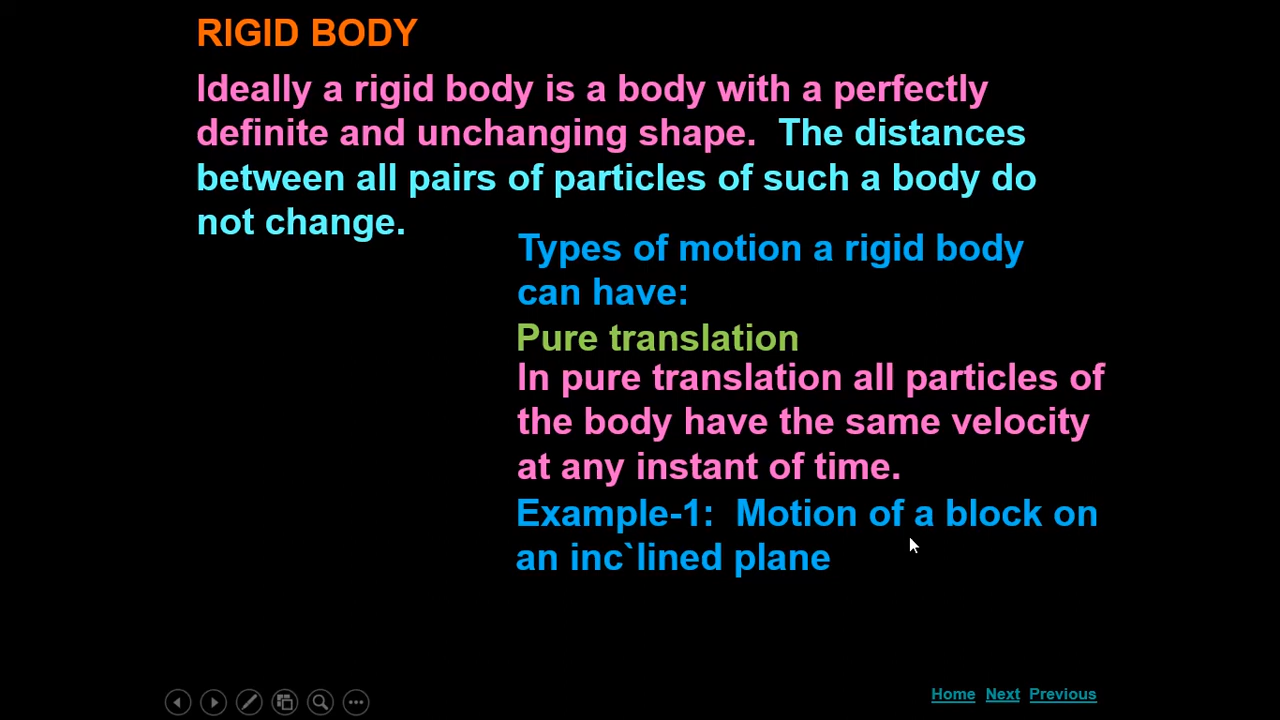 RIGID BODY
Ideally a rigid body is a body with a perfectly
definite and unchanging shape.  The distances
between all pairs of particles of such a body do
not change.
Types of motion a rigid body
can have:
Pure translation
In pure translation all particles of
the body have the same velocity
at any instant of time.
Example-1:  Motion of a block on
an inc`lined plane
Home Next Previous